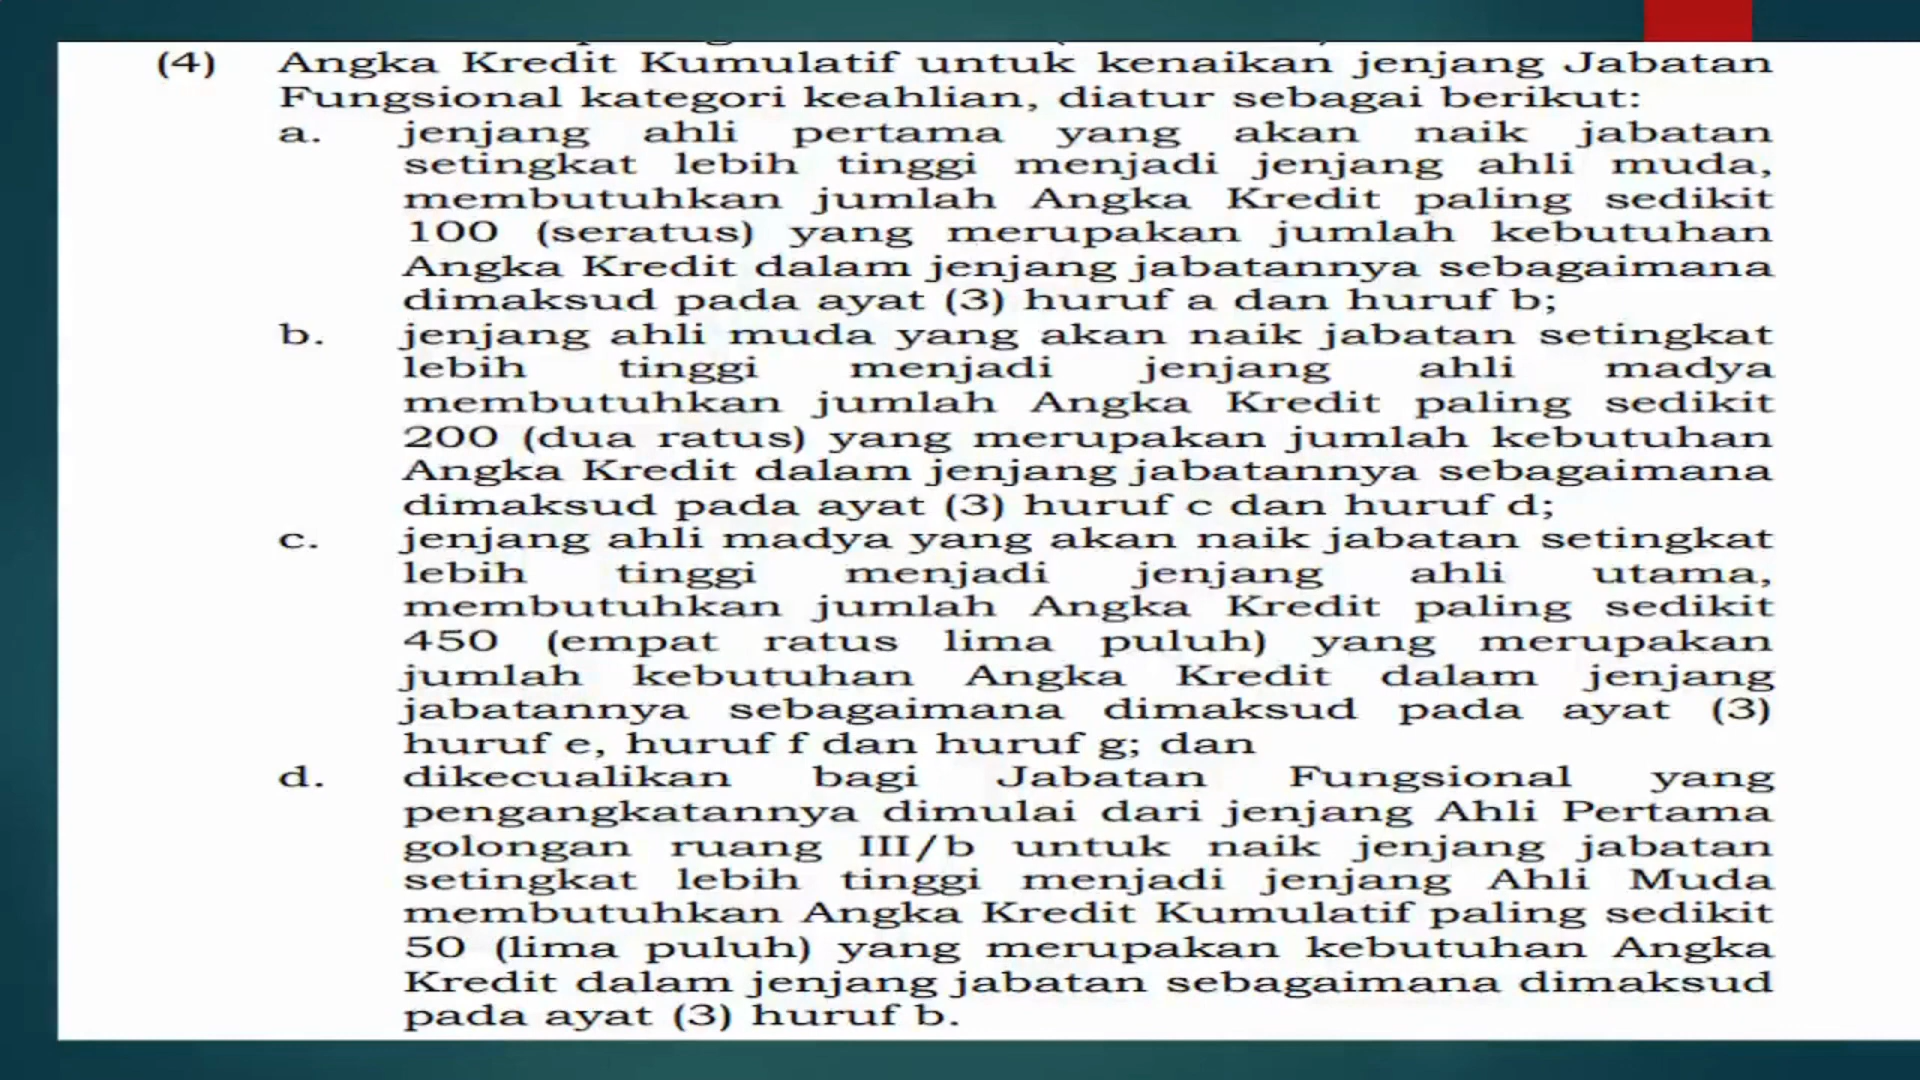 (4) Angka Kredit Kumulatif untuk kenaikan jenjang Jabatan
Fungsional kategori keahlian, diatur sebagai berikut:
a. jenjang ahli pertama yang akan naik jabatan
setingkat lebih tinggi menjadi jenjang ahli muda,
membutuhkan jumlah Angka Kredit paling sedikit
100 (seratus) yang merupakan jumlah kebutuhan
Angka Kredit dalam jenjang jabatannya sebagaimana
dimaksud pada ayat (3) huruf a dan huruf b;
b. jenjang ahli muda yang akan naik jabatan setingkat
lebih tinggi menjadi jenjang ahli madya
membutuhkan jumlah Angka Kredit paling sedikit
200 (dua ratus) yang merupakan jumlah kebutuhan
Angka Kredit dalam jenjang jabatannya sebagaimana
dimaksud pada ayat (3) huruf c dan huruf d;
c. jenjang ahli madya yang akan naik jabatan setingkat
lebih tinggi menjadi jenjang ahli utama,
membutuhkan jumlah Angka Kredit paling sedikit
450 (empat ratus lima puluh) yang merupakan
jumlah kebutuhan Angka Kredit dalam jenjang
jabatannya sebagaimana dimaksud pada ayat (3)
huruf e, huruf f dan huruf g; dan
d. dikecualikan bagi Jabatan Fungsional yang
pengangkatannya dimulai dari jenjang Ahli Pertama
golongan ruang III/b untuk naik jenjang jabatan
setingkat lebih tinggi menjadi jenjang Ahli Muda
membutuhkan Angka Kredit Kumulatif paling sedikit
50 (lima puluh) yang merupakan kebutuhan Angka
Kredit dalam jenjang jabatan sebagaimana dimaksud
pada ayat (3) huruf b.